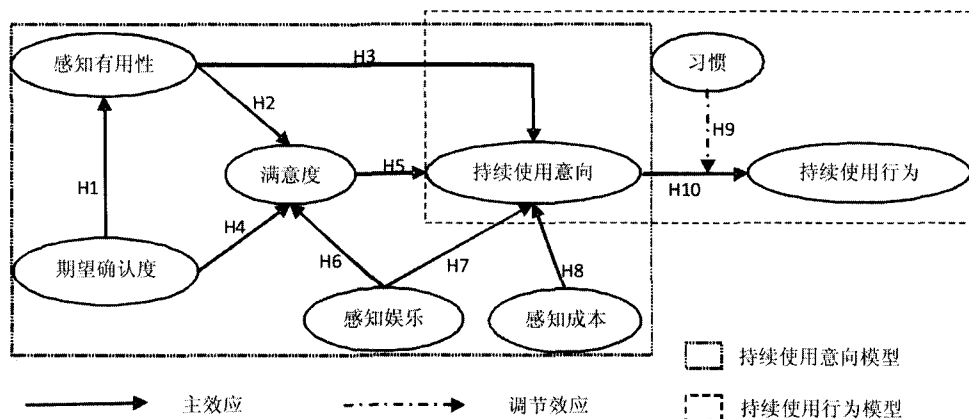 感知有用性
H3
习惯
H2
H9
满意度
H5
持续使用意向
H10
持续使用行为
H1
H4
H6
H7
H8
期望确认度
感知娱乐
感知成本
持续使用意向模型
主效应
调节效应
持续使用行为模型